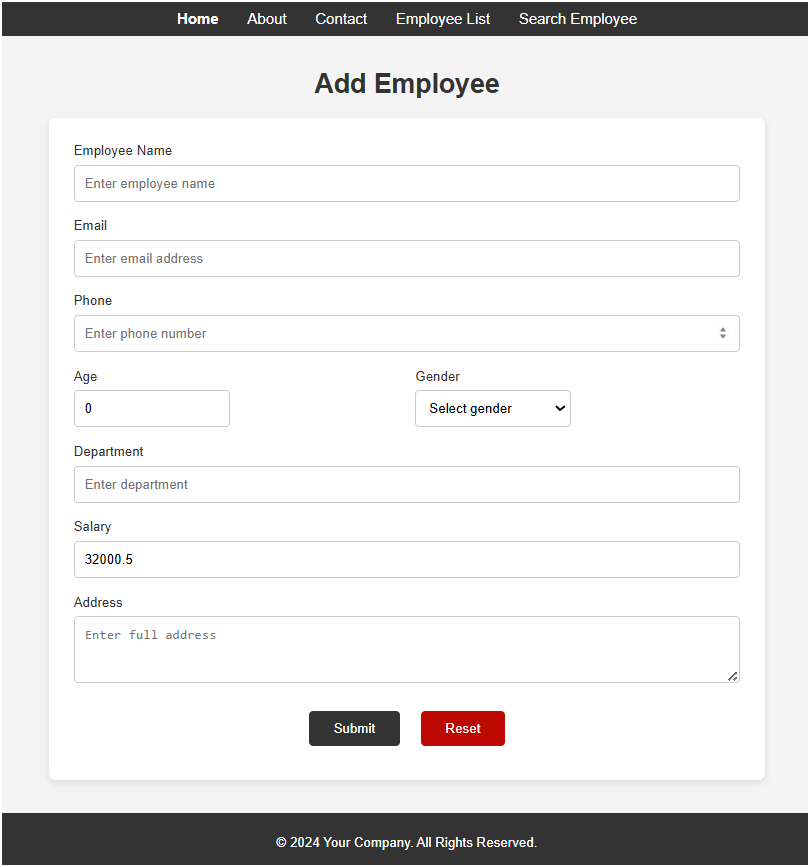 Home About Contact Employee List Search Employee
Add Employee
Employee Name
Enter employee name
Email
Enter email address
Phone
Enter phone number
Age Gender
0 Select gender
Department
Enter department
Salary
32000.5
Address
Enter full address
Submit Reset
© 2024 Your Company. All Rights Reserved.